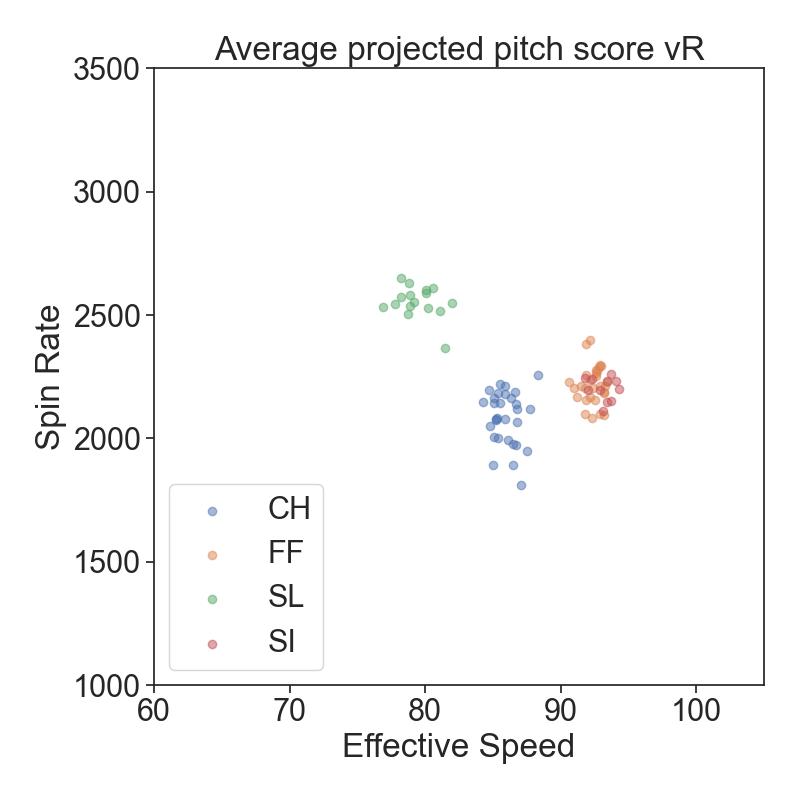 Average projected pitch score vR
3500
3000
2500
2000
1500
1000
Spin Rate
CH
FF
SL
SI
60
70
80
90
100
Effective Speed